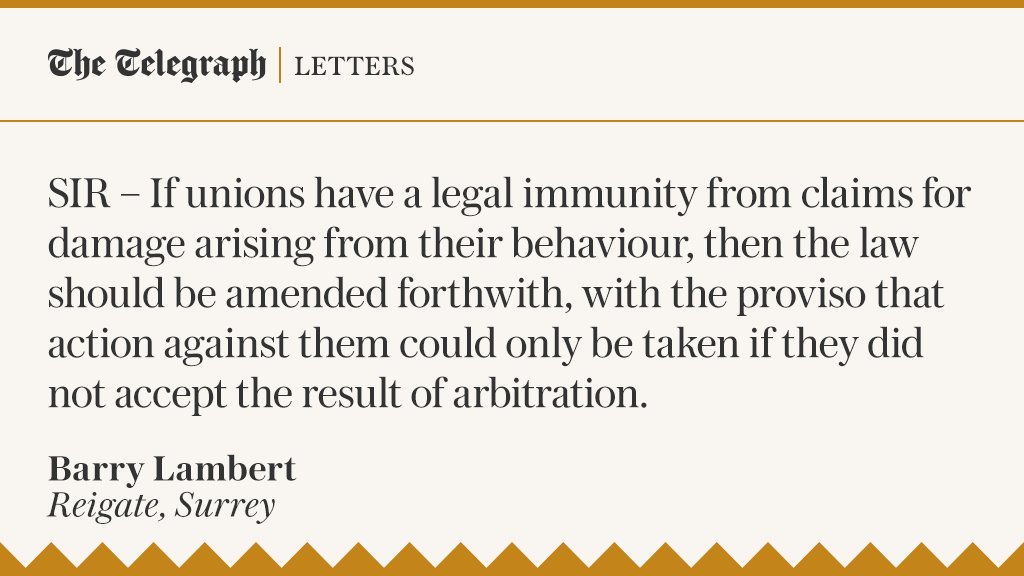 The Telegraph | LETTERS
SIR – If unions have a legal immunity from claims for
damage arising from their behaviour, then the law
should be amended forthwith, with the proviso that
action against them could only be taken if they did
not accept the result of arbitration.
Barry Lambert
Reigate, Surrey